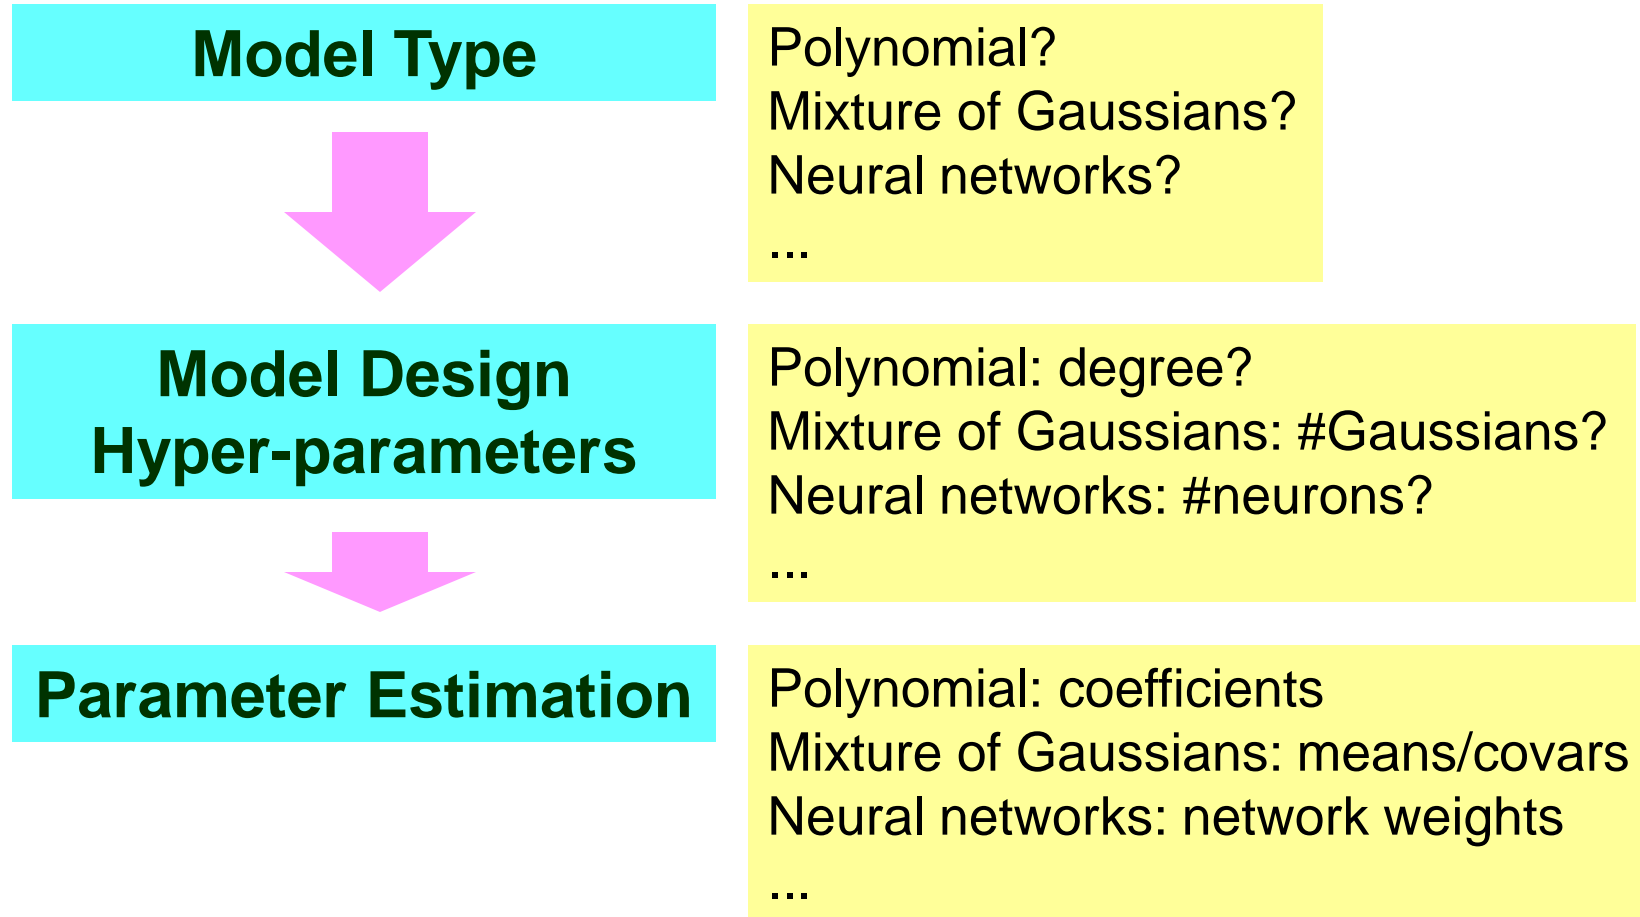 Model Type
Polynomial?
Mixture of Gaussians?
Neural networks?
...
Model Design
Hyper-parameters
Polynomial: degree?
Mixture of Gaussians: #Gaussians?
Neural networks: #neurons?
...
Parameter Estimation
Polynomial: coefficients
Mixture of Gaussians: means/covars
Neural networks: network weights
...